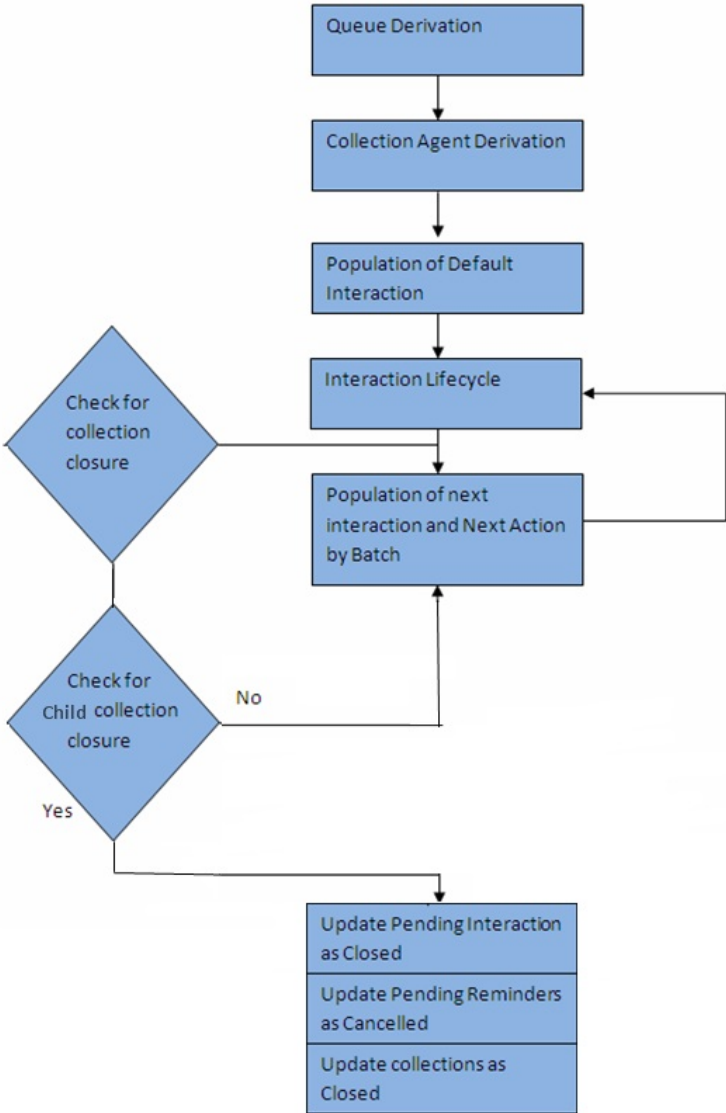 Queue Derivation
Collection Agent Derivation
Population of Default
Interaction
Interaction Lifecycle
Check for
collection
closure
Population of next
interaction and Next Action
by Batch
Check for
Child collection
closure
No
Yes
Update Pending Interaction
as Closed
Update Pending Reminders
as Cancelled
Update collections as
Closed